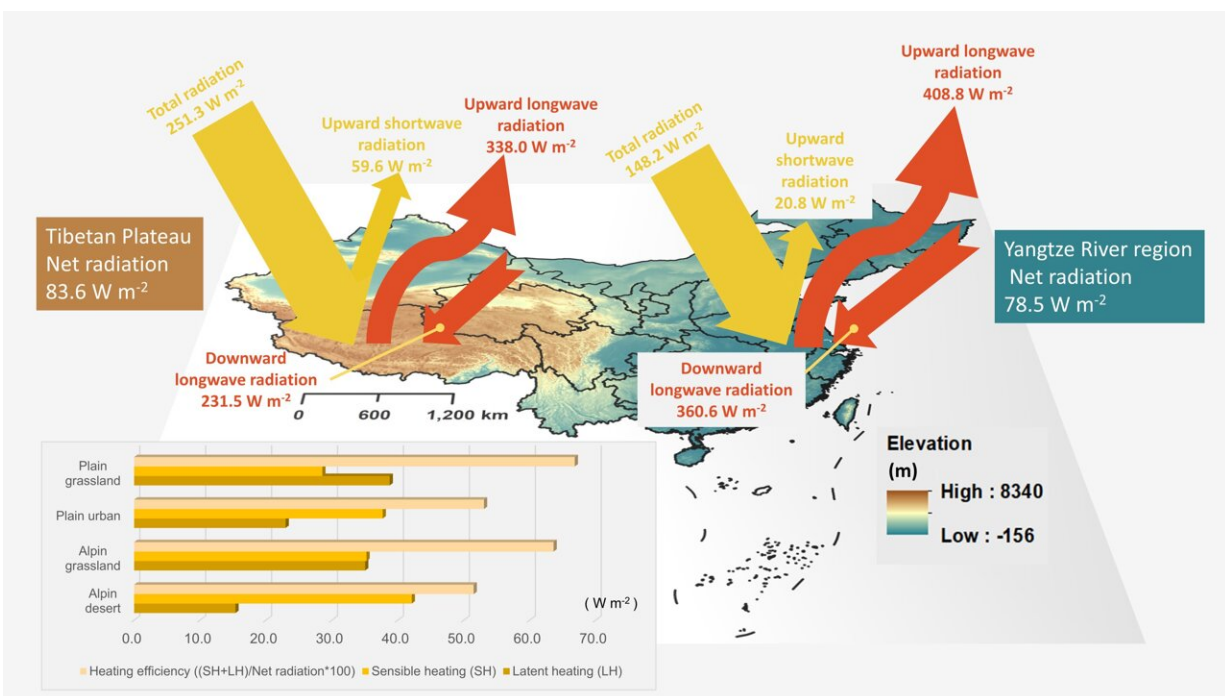 Total radiation
251.3 W m⁻²
Upward shortwave
radiation
59.6 W m⁻²
Upward longwave
radiation
338.0 W m⁻²
Total radiation
148.2 W m⁻²
Upward
shortwave
radiation
20.8 W m⁻²
Upward longwave
radiation
408.8 W m⁻²
Tibetan Plateau
Net radiation
83.6 W m⁻²
Yangtze River region
Net radiation
78.5 W m⁻²
Downward
longwave radiation
231.5 W m⁻²
0 600 1,200 km
Downward
longwave radiation
360.6 W m⁻²
Elevation
(m)
High : 8340
Low : -156
Plain
grassland
Plain urban
Alpin
grassland
Alpin
desert
( W m⁻² )
0.0 10.0 20.0 30.0 40.0 50.0 60.0 70.0
Heating efficiency ((SH+LH)/Net radiation*100) Sensible heating (SH) Latent heating (LH)